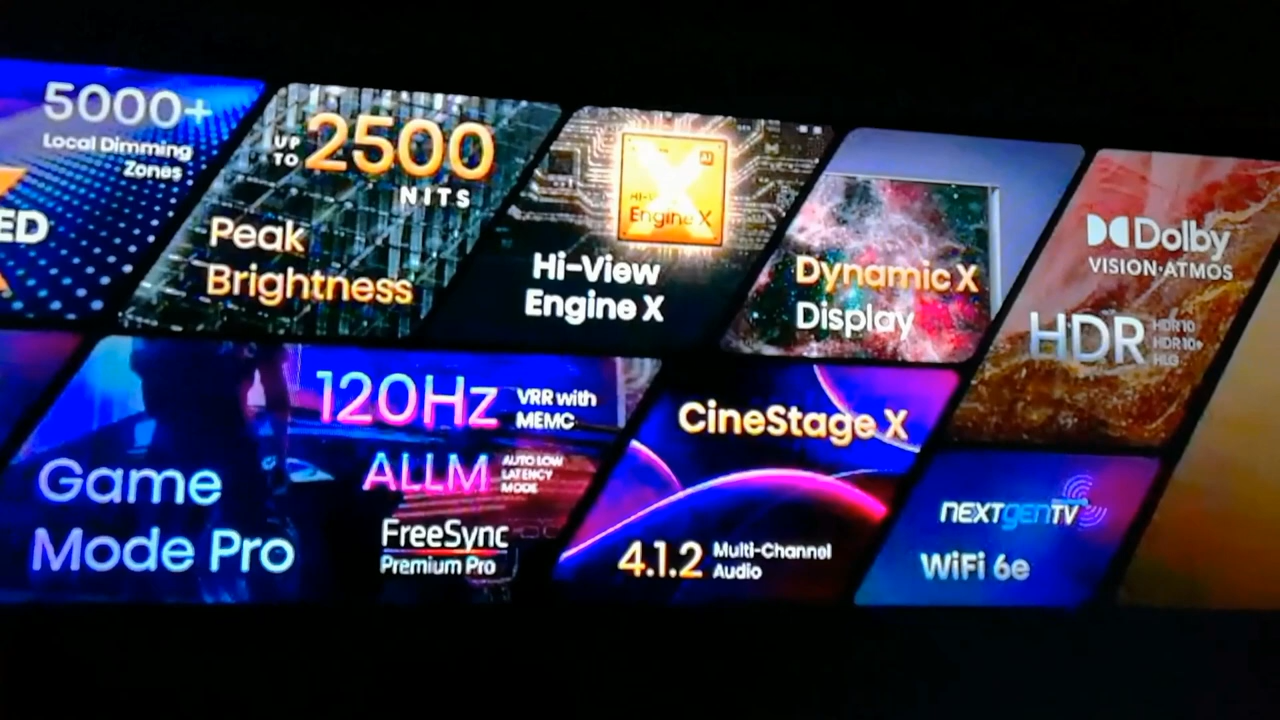 5000+
Local Dimming
Zones
ED
UP TO 2500
NITS
Peak
Brightness
AI
Engine X
Hi-View
Engine X
Dynamic X
Display
Dolby
VISION·ATMOS
HDR
HDR10
HDR10+
HLG
Game
Mode Pro
120Hz
VRR with
MEMC
ALLM
AUTO LOW
LATENCY
MODE
FreeSync
Premium Pro
CineStage X
4.1.2
Multi-Channel
Audio
NEXTGENTV
WiFi 6e